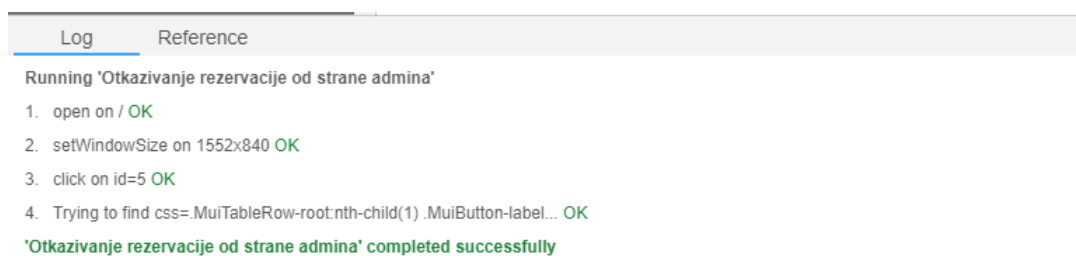 Log Reference
Running 'Otkazivanje rezervacije od strane admina'
1. open on / OK
2. setWindowSize on 1552x840 OK
3. click on id=5 OK
4. Trying to find css=.MuiTableRow-root:nth-child(1) .MuiButton-label... OK
'Otkazivanje rezervacije od strane admina' completed successfully